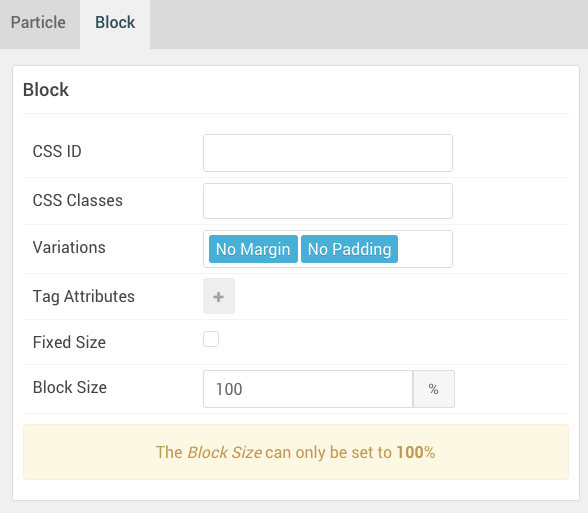 Particle Block
Block
CSS ID
CSS Classes
Variations No Margin No Padding
Tag Attributes +
Fixed Size
Block Size 100 %
The Block Size can only be set to 100%